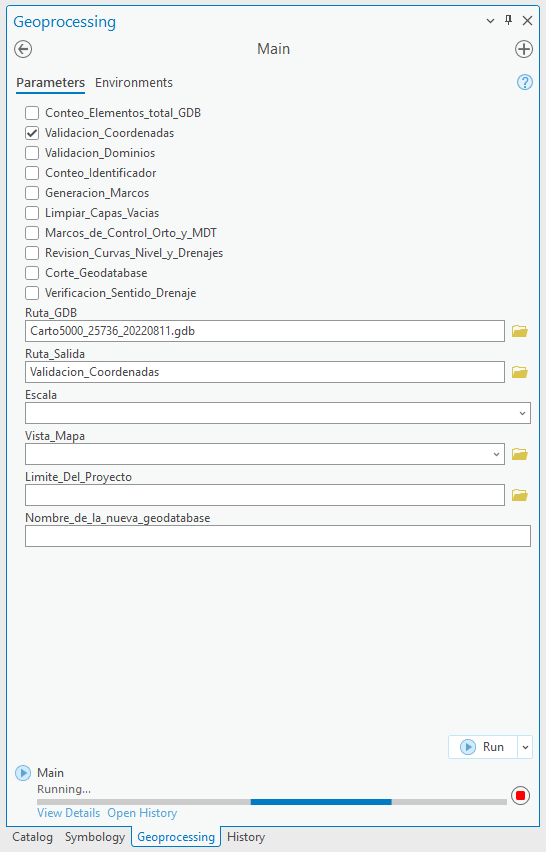 Geoprocessing
Main
Parameters Environments
Conteo_Elementos_total_GDB
Validacion_Coordenadas
Validacion_Dominios
Conteo_Identificador
Generacion_Marcos
Limpiar_Capas_Vacias
Marcos_de_Control_Orto_y_MDT
Revision_Curvas_Nivel_y_Drenajes
Corte_Geodatabase
Verificacion_Sentido_Drenaje
Ruta_GDB
Carto5000_25736_20220811.gdb
Ruta_Salida
Validacion_Coordenadas
Escala
Vista_Mapa
Limite_Del_Proyecto
Nombre_de_la_nueva_geodatabase
Run
Main
Running...
View Details Open History
Catalog Symbology Geoprocessing History